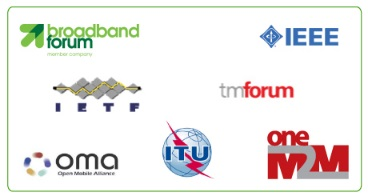 broadband
forum
member company
IEEE
IETF
tmforum
oma
Open Mobile Alliance
ITU
one
M2M